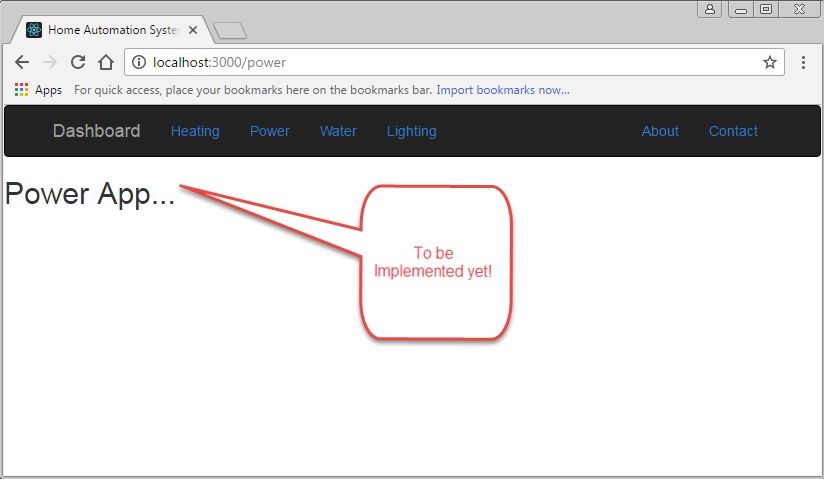 Home Automation Syste
localhost:3000/power
Apps For quick access, place your bookmarks here on the bookmarks bar. Import bookmarks now...
Dashboard Heating Power Water Lighting About Contact
Power App...
To be
Implemented yet!